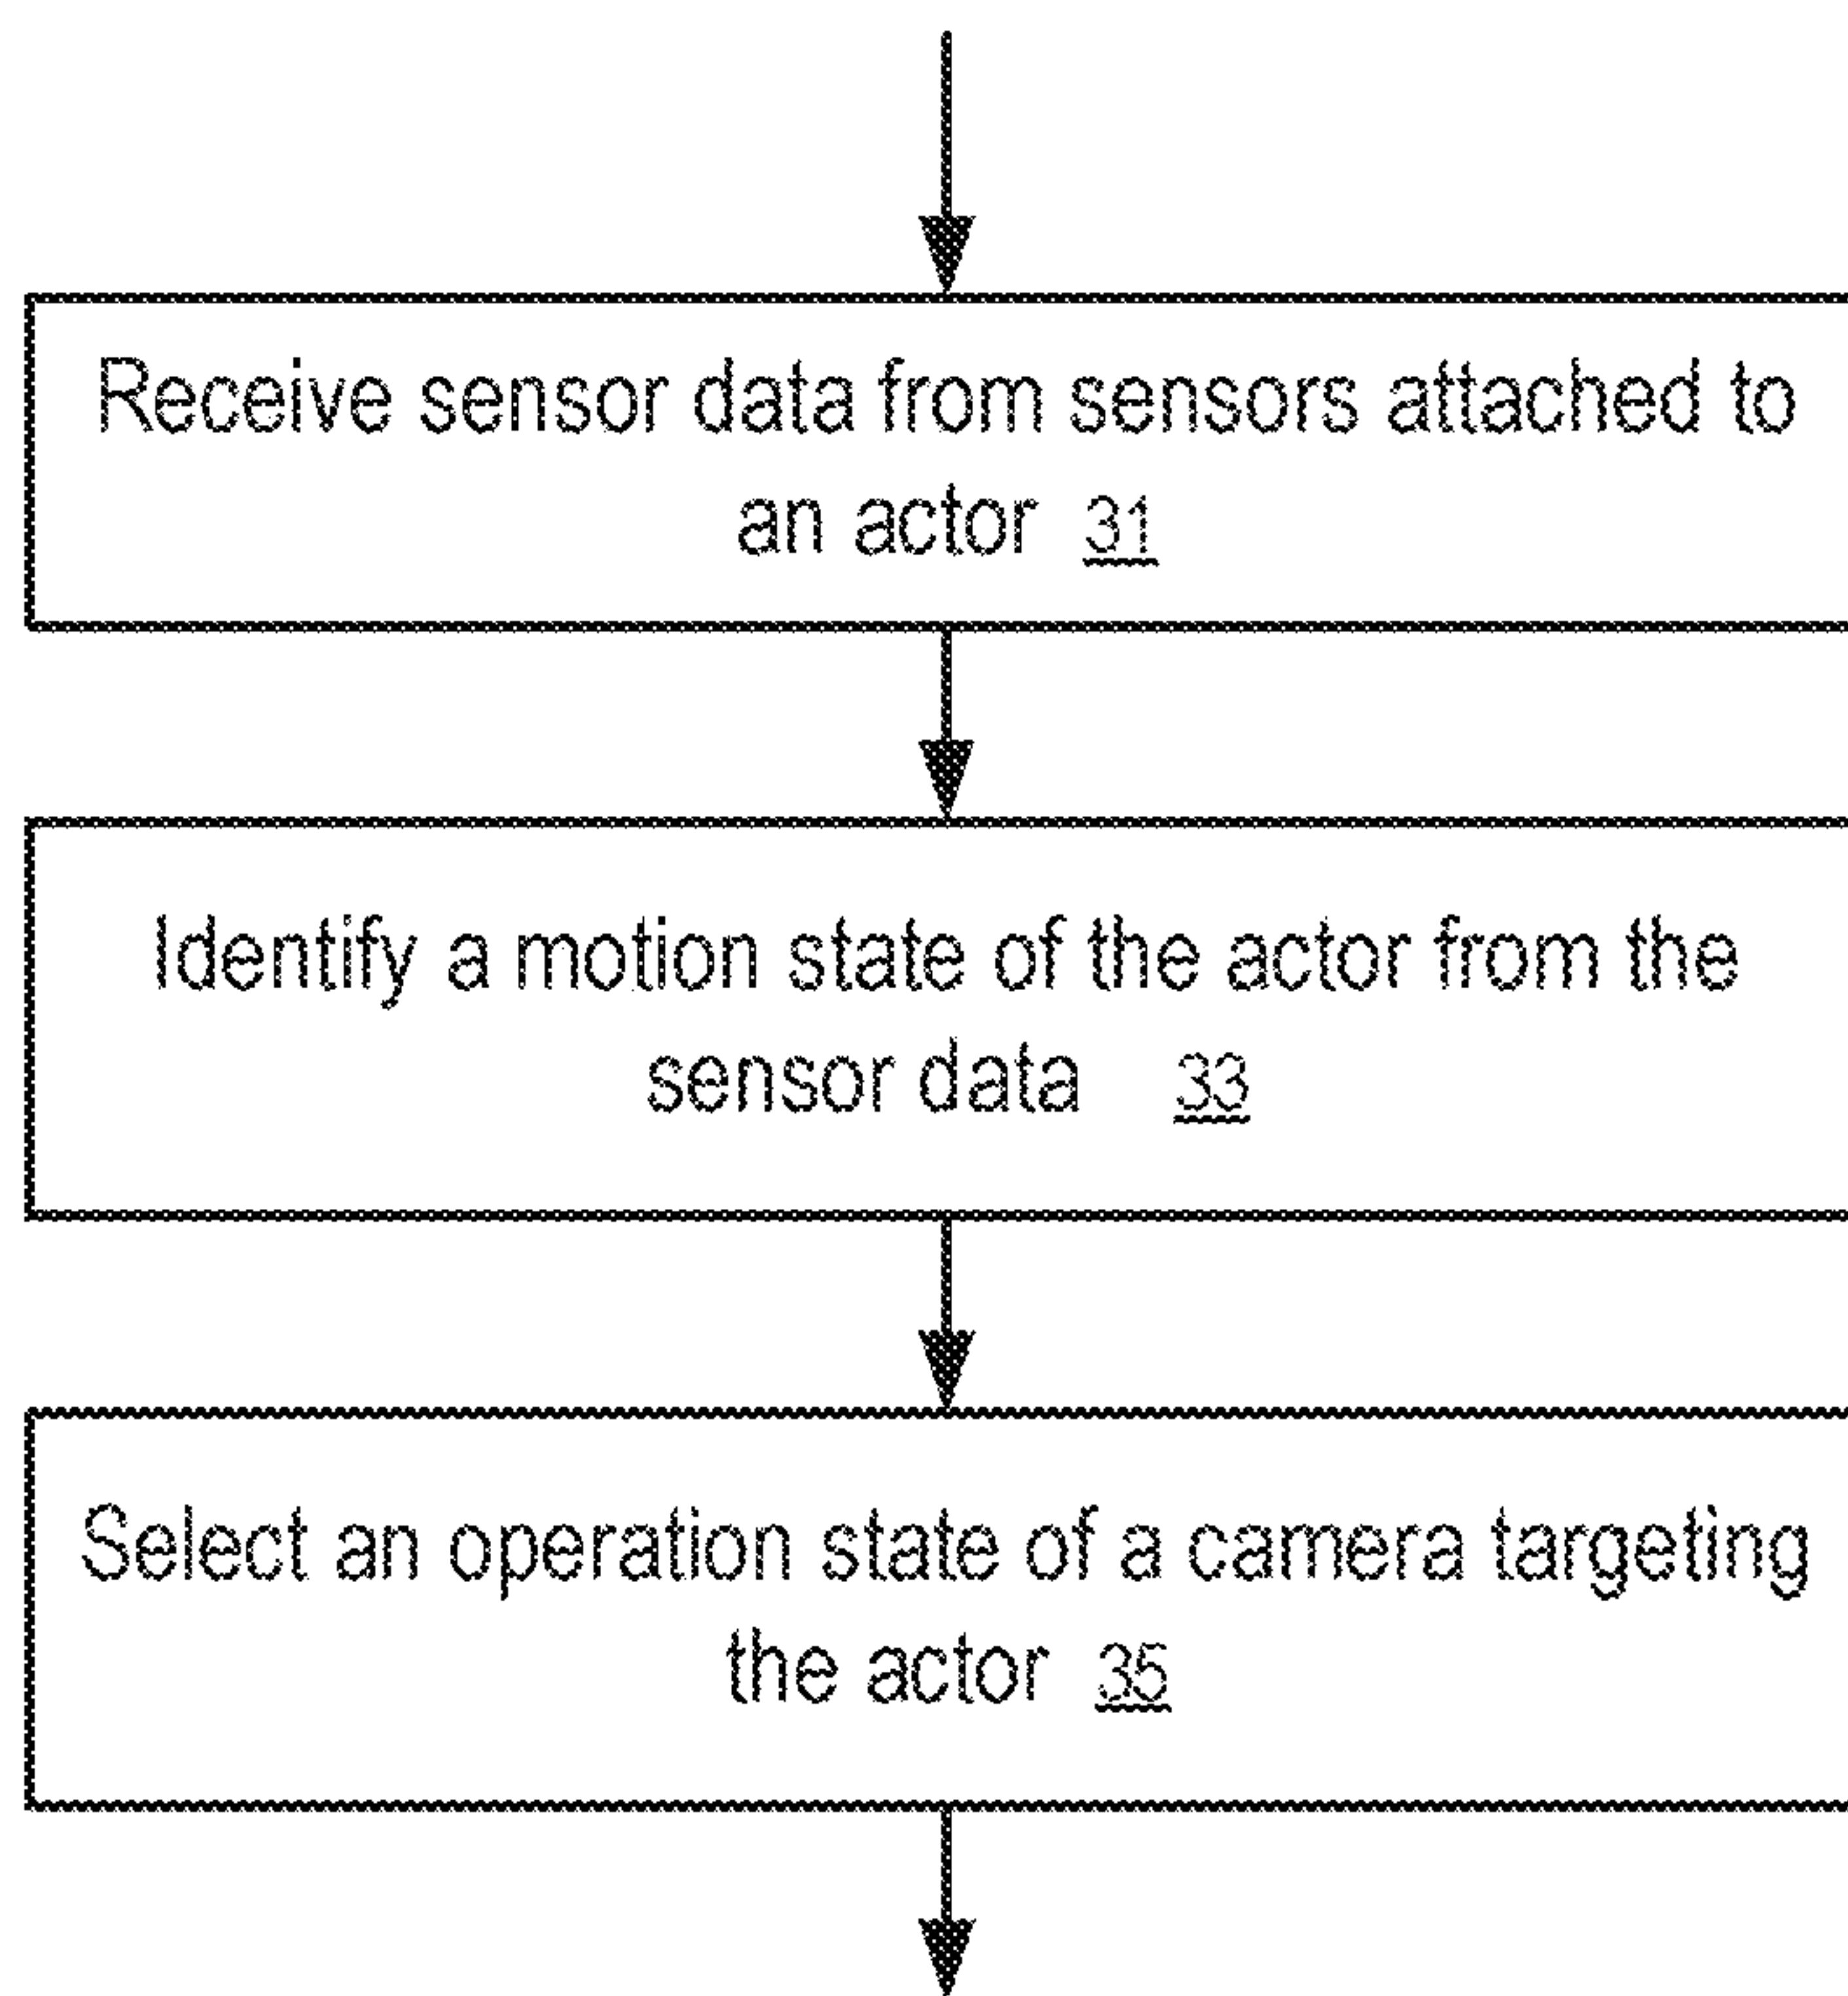 Receive sensor data from sensors attached to
an actor 31
Identify a motion state of the actor from the
sensor data 33
Select an operation state of a camera targeting
the actor 35